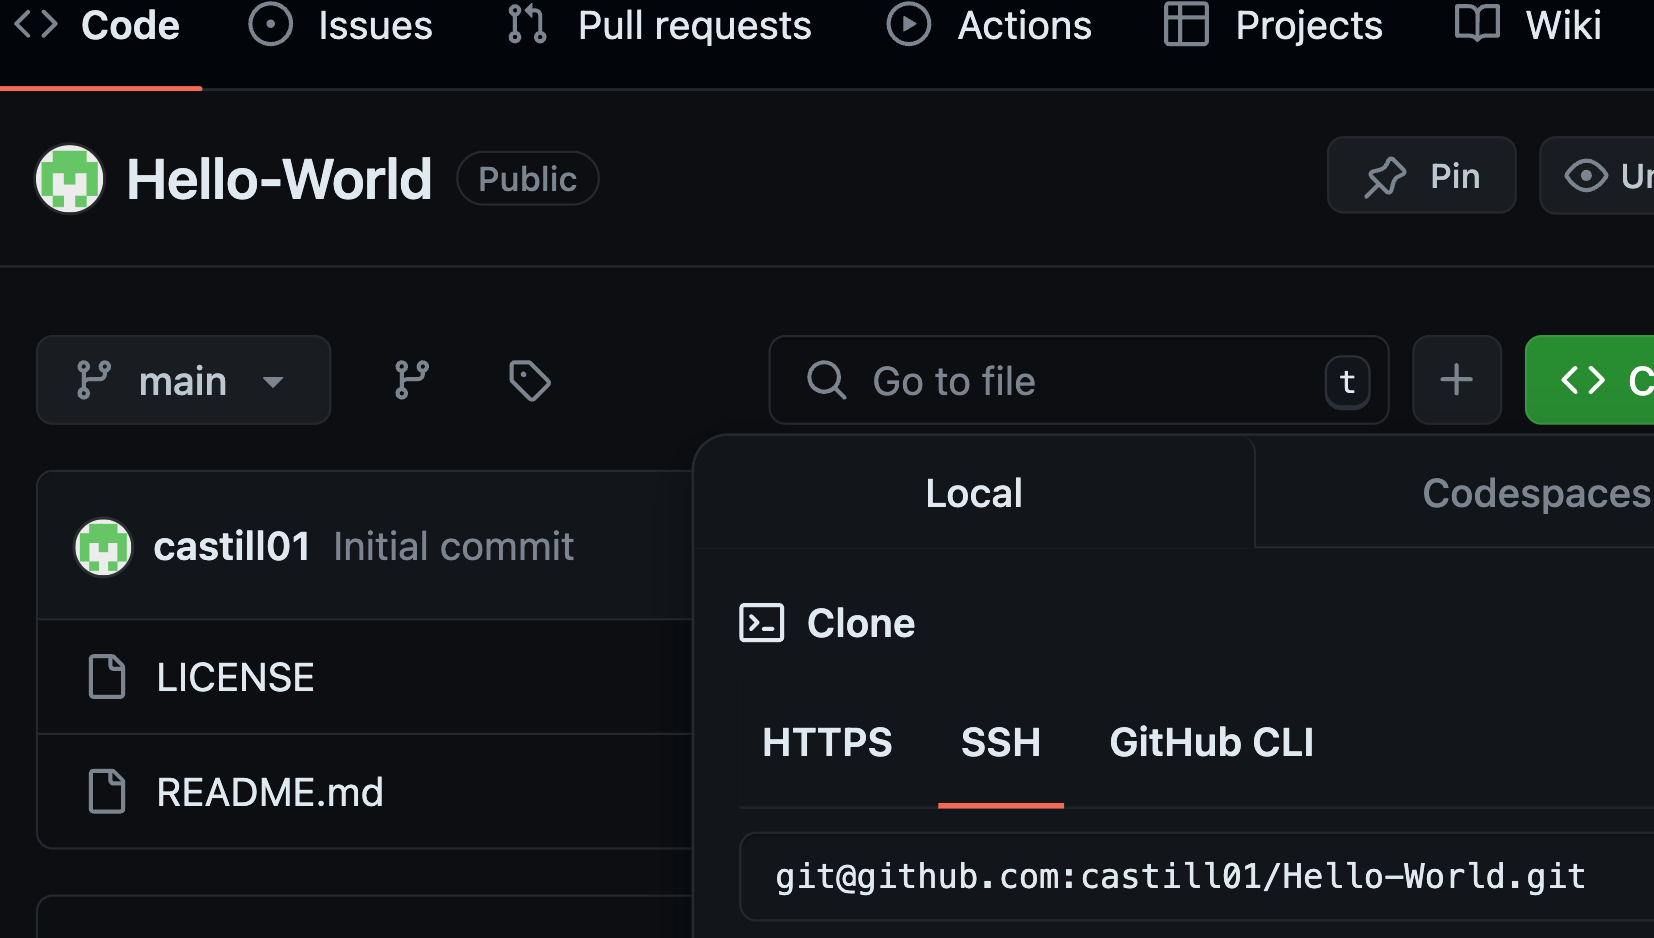 Code Issues Pull requests Actions Projects Wiki
Hello-World Public Pin
main Go to file t
Local Codespaces
castill01 Initial commit
Clone
LICENSE
HTTPS SSH GitHub CLI
README.md
git@github.com:castill01/Hello-World.git